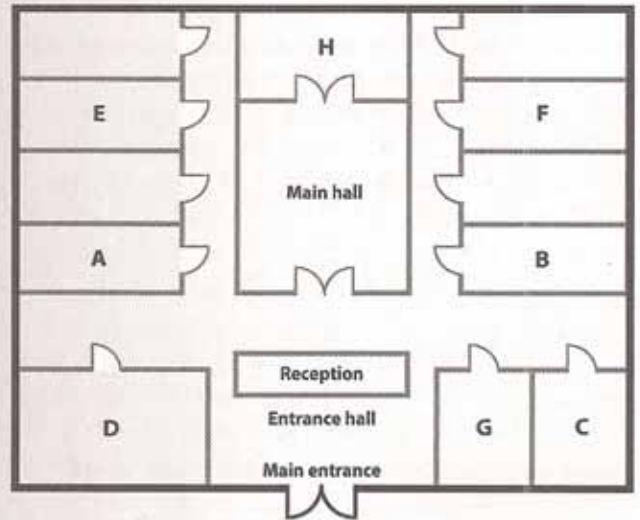 H
E
F
Main hall
A
B
Reception
D
Entrance hall
G
C
Main entrance